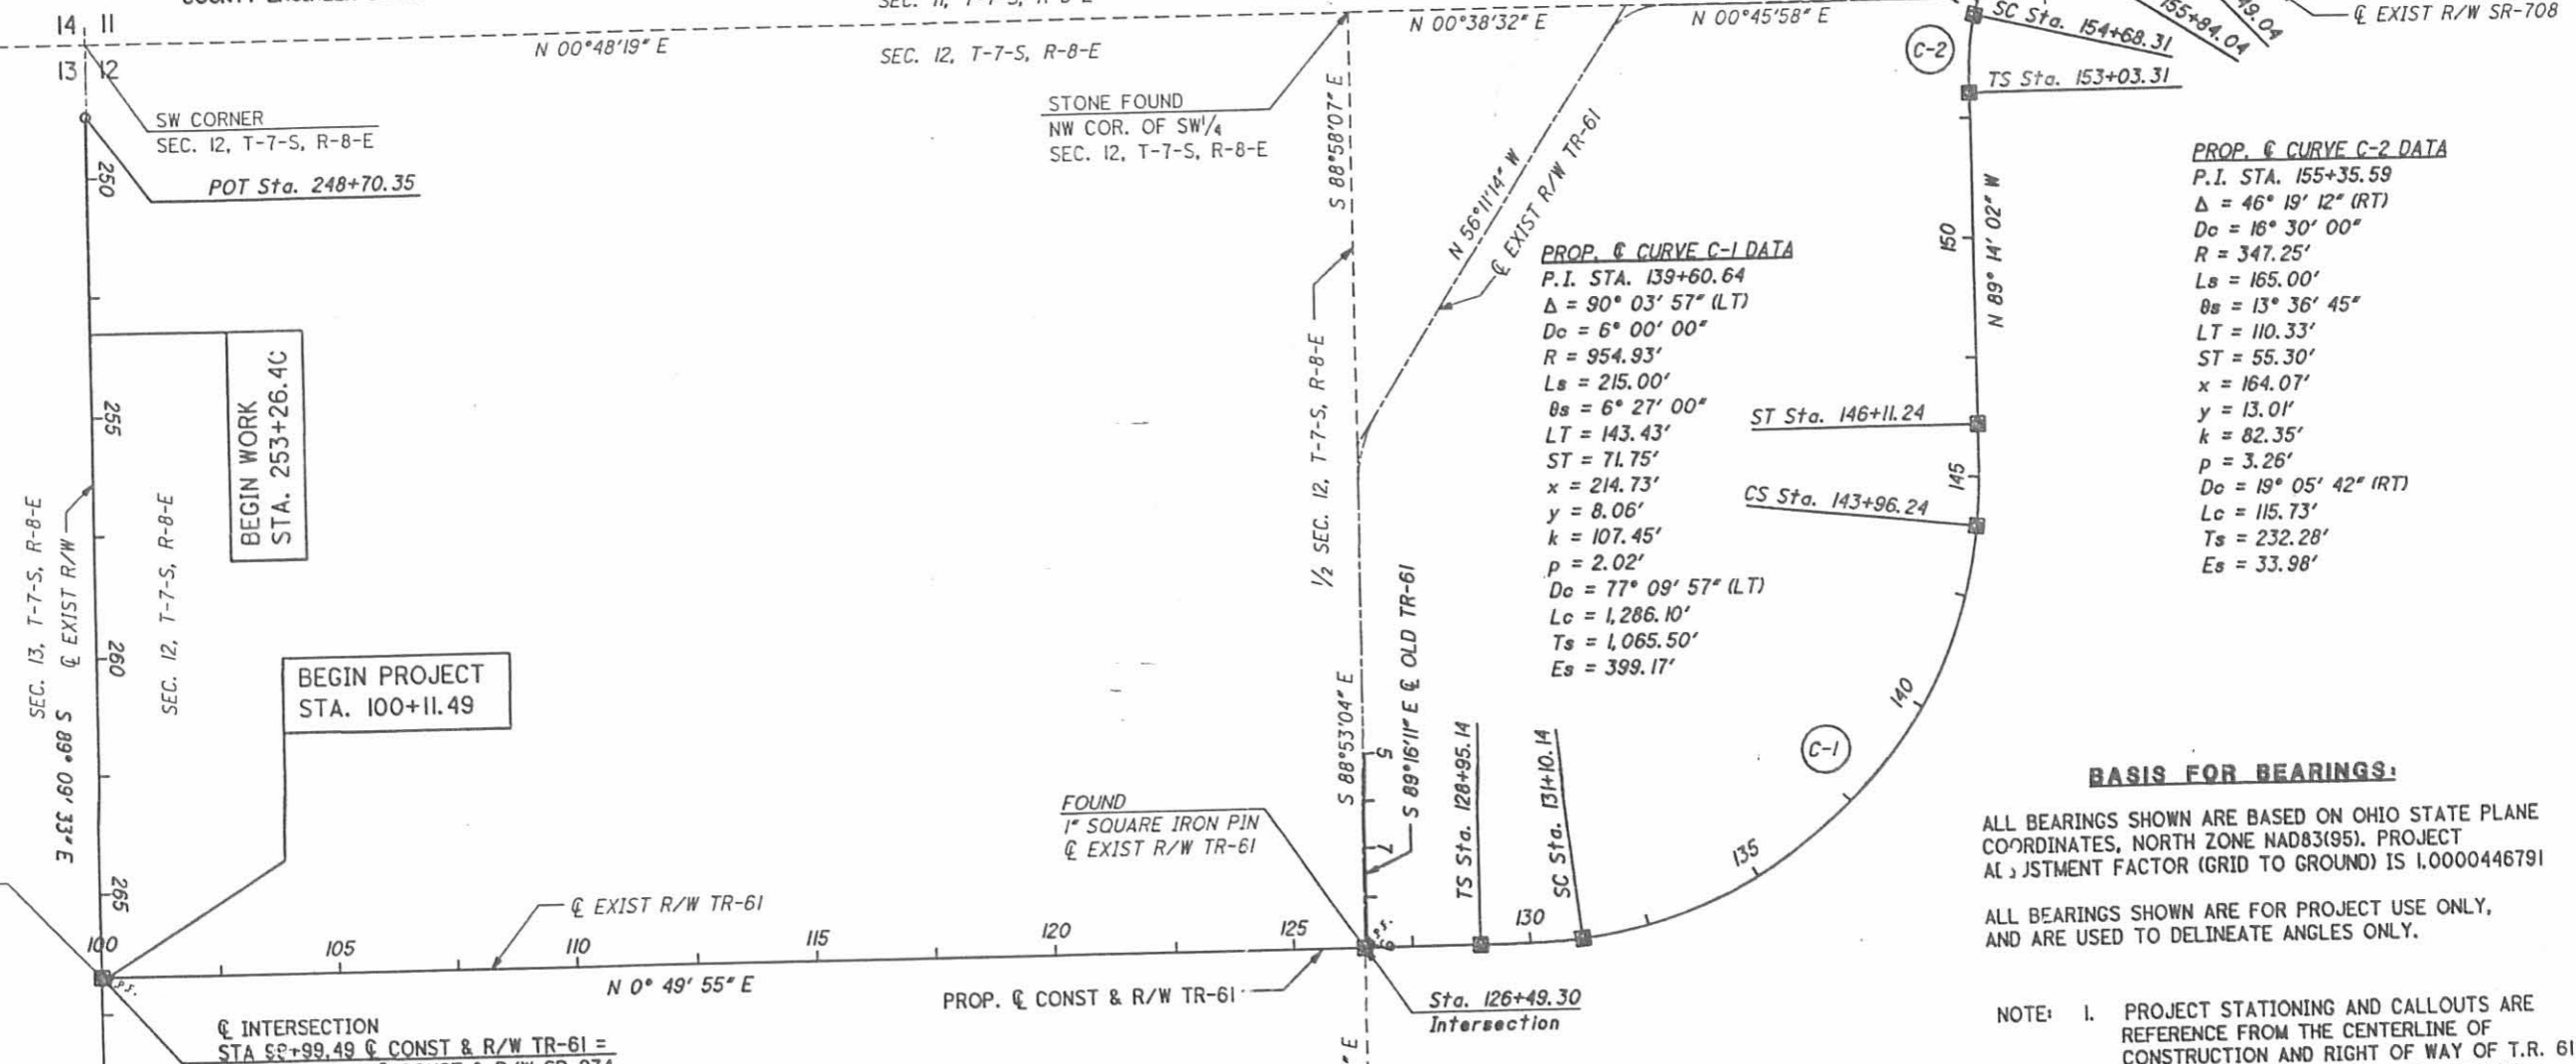 14 11
13 12
N 00°48'19" E
SEC. 12, T-7-S, R-8-E
N 00°38'32" E
N 00°45'58" E
SC Sta. 154+68.31
155+84.04
49.04
℄ EXIST R/W SR-708
C-2
TS Sta. 153+03.31
SW CORNER
SEC. 12, T-7-S, R-8-E
POT Sta. 248+70.35
STONE FOUND
NW COR. OF SW1/4
SEC. 12, T-7-S, R-8-E
S 88°58'07" E
N 56°11'14" W
℄ EXIST R/W TR-61
PROP. ℄ CURVE C-1 DATA
P.I. STA. 139+60.64
Δ = 90° 03' 57" (LT)
Dc = 6° 00' 00"
R = 954.93'
Ls = 215.00'
θs = 6° 27' 00"
LT = 143.43'
ST = 71.75'
x = 214.73'
y = 8.06'
k = 107.45'
p = 2.02'
Dc = 77° 09' 57" (LT)
Lc = 1,286.10'
Ts = 1,065.50'
Es = 399.17'
150
N 89° 14' 02" W
PROP. ℄ CURVE C-2 DATA
P.I. STA. 155+35.59
Δ = 46° 19' 12" (RT)
Dc = 16° 30' 00"
R = 347.25'
Ls = 165.00'
θs = 13° 36' 45"
LT = 110.33'
ST = 55.30'
x = 164.07'
y = 13.01'
k = 82.35'
p = 3.26'
Dc = 19° 05' 42" (RT)
Lc = 115.73'
Ts = 232.28'
Es = 33.98'
250
255
260
265
BEGIN WORK
STA. 253+26.40
SEC. 13, T-7-S, R-8-E
℄ EXIST R/W
S 89° 09' 33" E
SEC. 12, T-7-S, R-8-E
1/2 SEC. 12, T-7-S, R-8-E
ST Sta. 146+11.24
145
CS Sta. 143+96.24
BEGIN PROJECT
STA. 100+11.49
S 88°53'04" E
5
7
S 89°16'11" E ℄ OLD TR-61
TS Sta. 128+95.14
SC Sta. 131+10.14
140
C-1
135
FOUND
1" SQUARE IRON PIN
℄ EXIST R/W TR-61
℄ EXIST R/W TR-61
100
105
110
115
120
125
130
P.S.
P.S.
N 0° 49' 55" E
PROP. ℄ CONST & R/W TR-61
Sta. 126+49.30
Intersection
℄ INTERSECTION
STA 99+99.49 ℄ CONST & R/W TR-61 =
" E
BASIS FOR BEARINGS:
ALL BEARINGS SHOWN ARE BASED ON OHIO STATE PLANE
COORDINATES, NORTH ZONE NAD83(95). PROJECT
ADJUSTMENT FACTOR (GRID TO GROUND) IS 1.0000446791
ALL BEARINGS SHOWN ARE FOR PROJECT USE ONLY,
AND ARE USED TO DELINEATE ANGLES ONLY.
NOTE: 1. PROJECT STATIONING AND CALLOUTS ARE
REFERENCE FROM THE CENTERLINE OF
CONSTRUCTION AND RIGHT OF WAY OF T.R. 61